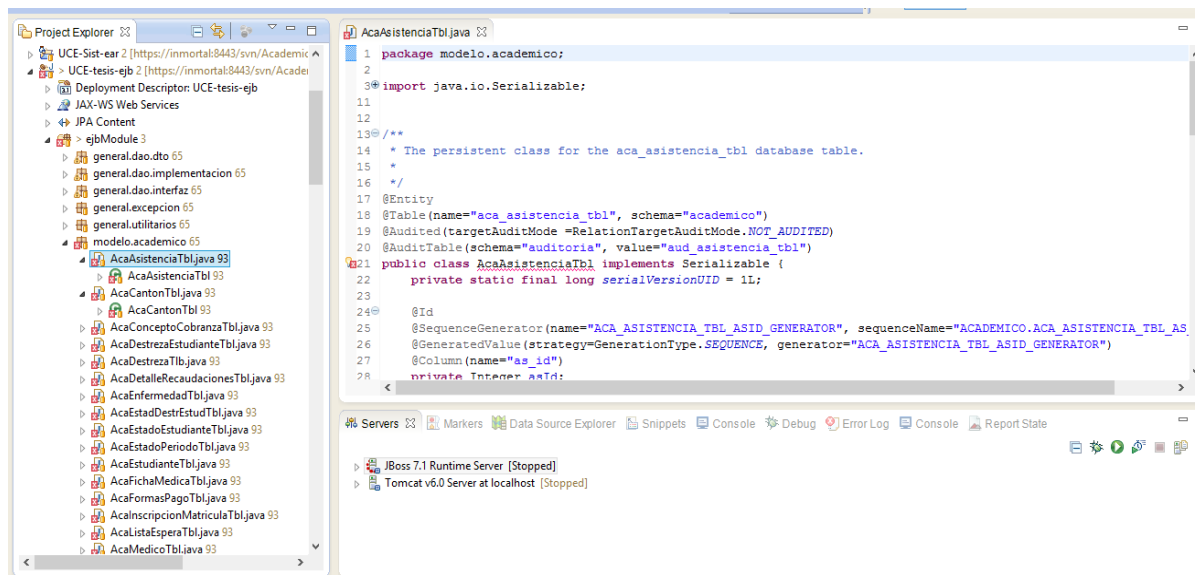 Project Explorer
UCE-Sist-ear 2 [https://inmortal:8443/svn/Academic
> UCE-tesis-ejb 2 [https://inmortal:8443/svn/Acader
Deployment Descriptor: UCE-tesis-ejb
JAX-WS Web Services
JPA Content
> ejbModule 3
general.dao.dto 65
general.dao.implementacion 65
general.dao.interfaz 65
general.excepcion 65
general.utilitarios 65
modelo.academico 65
AcaAsistenciaTbl.java 93
AcaAsistenciaTbl 93
AcaCantonTbl.java 93
AcaCantonTbl 93
AcaConceptoCobranzaTbl.java 93
AcaDestrezaEstudianteTbl.java 93
AcaDestrezaTlb.java 93
AcaDetalleRecaudacionesTbl.java 93
AcaEnfermedadTbl.java 93
AcaEstadDestrEstudTbl.java 93
AcaEstadoEstudianteTbl.java 93
AcaEstadoPeriodoTbl.java 93
AcaEstudianteTbl.java 93
AcaFichaMedicaTbl.java 93
AcaFormasPagoTbl.java 93
AcaInscripcionMatriculaTbl.java 93
AcaListaEsperaTbl.java 93
AcaMedicoTbl.java 93
AcaAsistenciaTbl.java
1 package modelo.academico;
2
3 import java.io.Serializable;
11
12
13 /**
14 * The persistent class for the aca_asistencia_tbl database table.
15 *
16 */
17 @Entity
18 @Table(name="aca_asistencia_tbl", schema="academico")
19 @Audited(targetAuditMode =RelationTargetAuditMode.NOT_AUDITED)
20 @AuditTable(schema="auditoria", value="aud_asistencia_tbl")
21 public class AcaAsistenciaTbl implements Serializable {
22 private static final long serialVersionUID = 1L;
23
24 @Id
25 @SequenceGenerator(name="ACA_ASISTENCIA_TBL_ASID_GENERATOR", sequenceName="ACADEMICO.ACA_ASISTENCIA_TBL_AS_
26 @GeneratedValue(strategy=GenerationType.SEQUENCE, generator="ACA_ASISTENCIA_TBL_ASID_GENERATOR")
27 @Column(name="as_id")
28 private Integer asId;
Servers Markers Data Source Explorer Snippets Console Debug Error Log Console Report State
JBoss 7.1 Runtime Server [Stopped]
Tomcat v6.0 Server at localhost [Stopped]